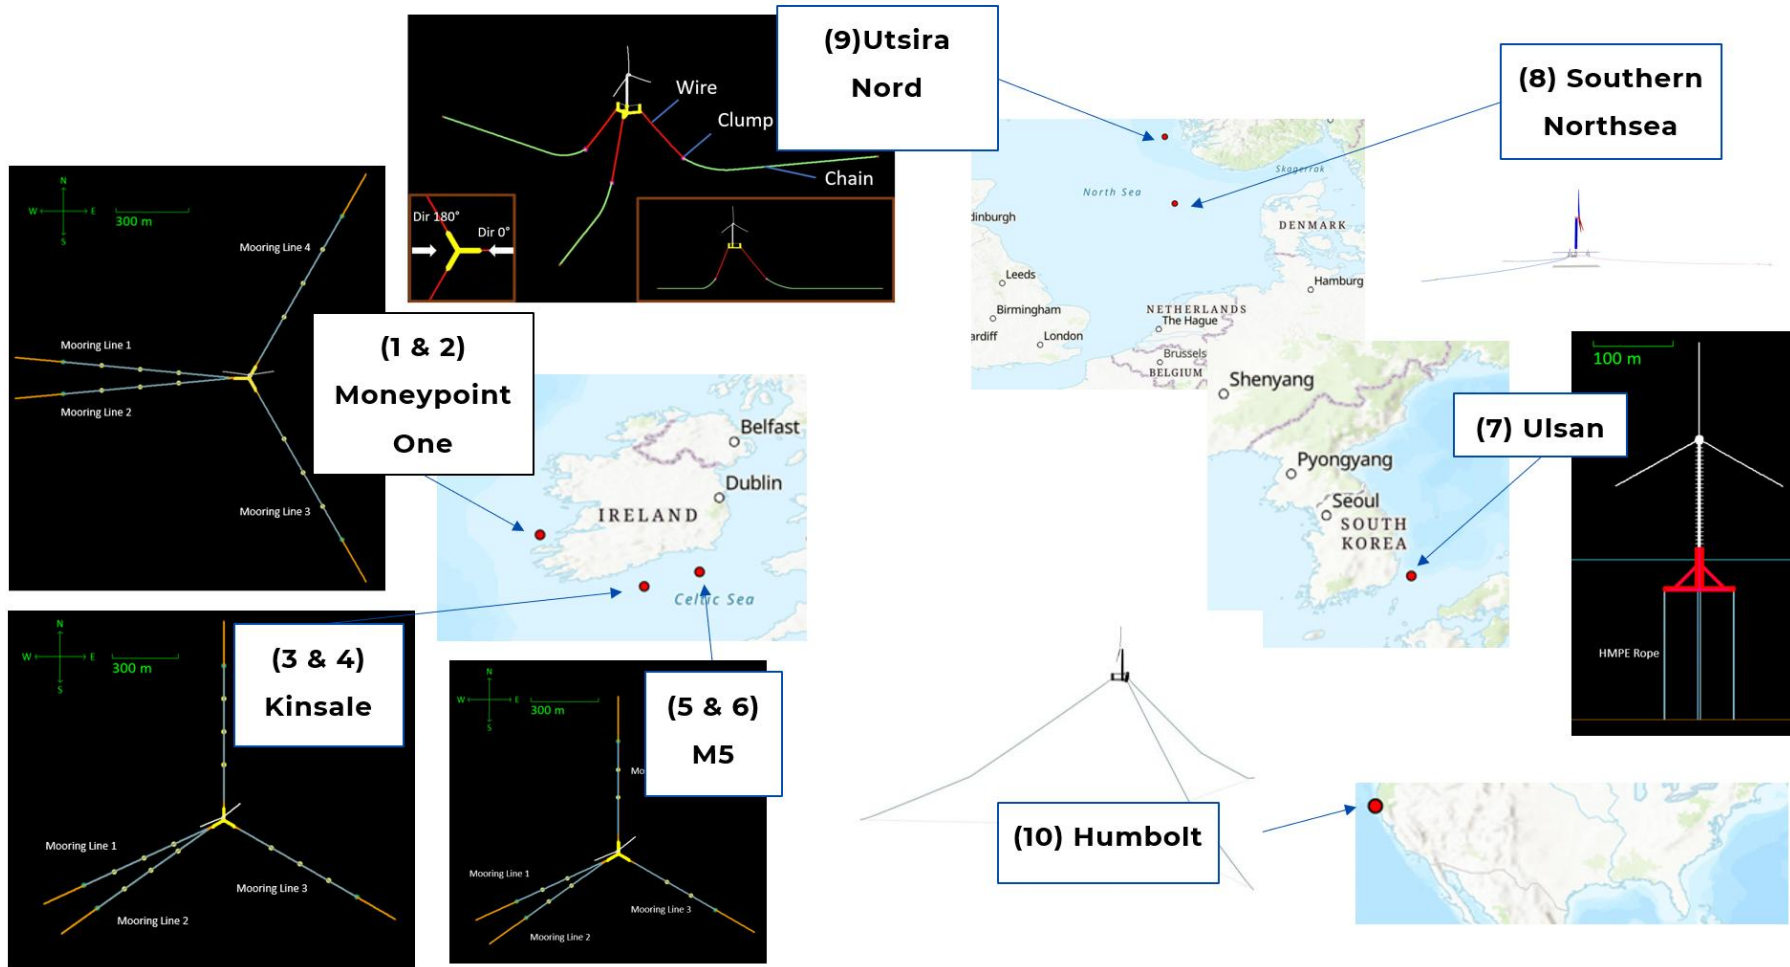 (9)Utsira
Nord
Wire
Clump
Chain
Dir 180°
Dir 0°
(8) Southern
Northsea
North Sea
Skagerrak
dinburgh
DENMARK
Leeds
Hamburg
Birmingham
NETHERLANDS
The Hague
ardiff
London
Brussels
BELGIUM
N
W
E
S
300 m
Mooring Line 4
Mooring Line 1
Mooring Line 2
Mooring Line 3
(1 & 2)
Moneypoint
One
Belfast
Dublin
IRELAND
Celtic Sea
Shenyang
Pyongyang
Seoul
SOUTH
KOREA
(7) Ulsan
100 m
HMPE Rope
N
W
E
S
300 m
(3 & 4)
Kinsale
Mooring Line 1
Mooring Line 3
Mooring Line 2
N
W
E
S
300 m
Mo
(5 & 6)
M5
Mooring Line 1
Mooring Line 3
Mooring Line 2
(10) Humbolt